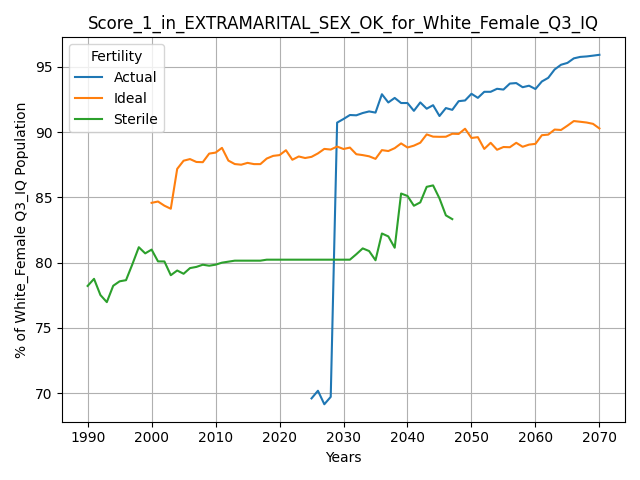 Score_1_in_EXTRAMARITAL_SEX_OK_for_White_Female_Q3_IQ
Fertility
Actual
Ideal
Sterile
% of White_Female Q3_IQ Population
95
90
85
80
75
70
1990 2000 2010 2020 2030 2040 2050 2060 2070
Years